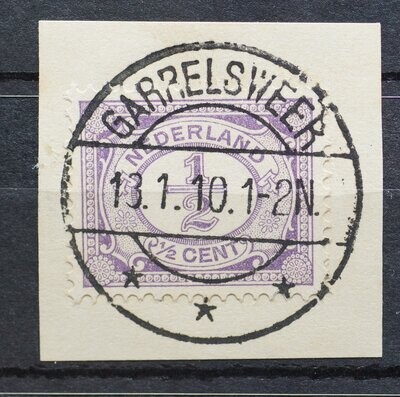 GARRELSWEER
NEDERLAND
1/2
13.1.10.1-2N.
1/2 CENT